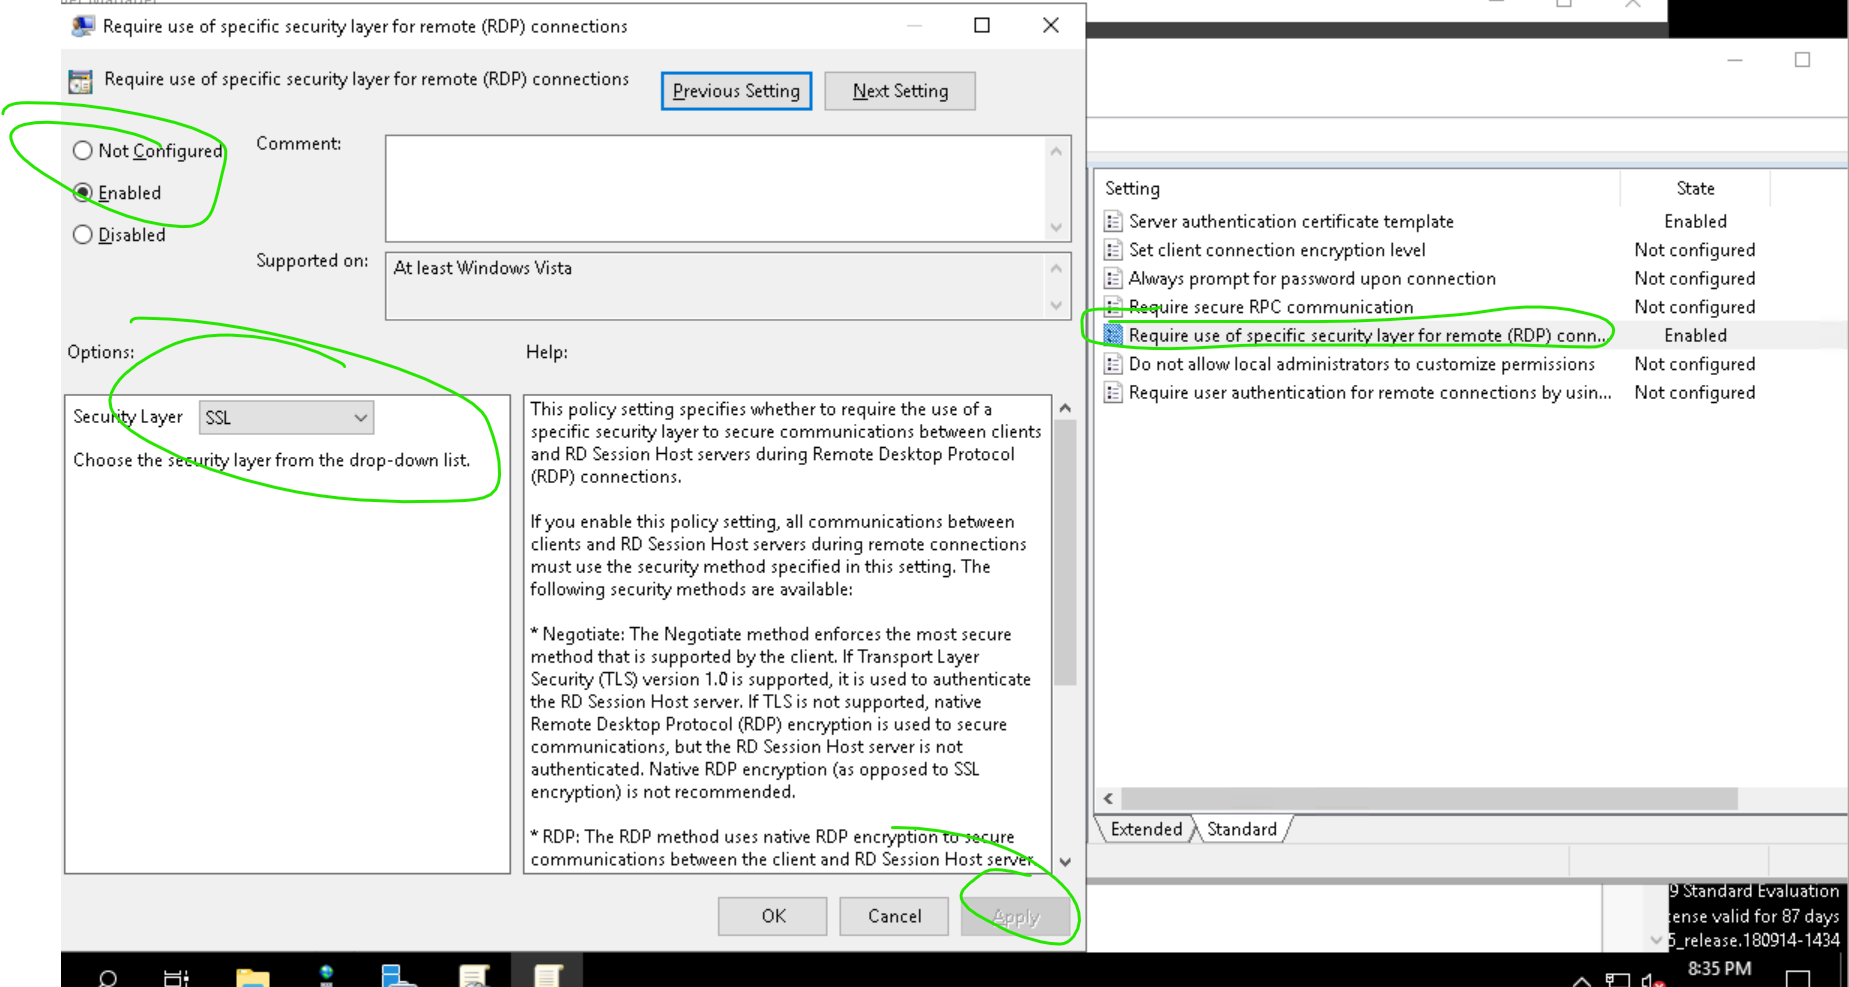 Require use of specific security layer for remote (RDP) connections
Require use of specific security layer for remote (RDP) connections
Previous Setting
Next Setting
Not Configured
Enabled
Disabled
Comment:
Supported on:
At least Windows Vista
Options:
Help:
Security Layer
SSL
Choose the security layer from the drop-down list.
This policy setting specifies whether to require the use of a
specific security layer to secure communications between clients
and RD Session Host servers during Remote Desktop Protocol
(RDP) connections.
If you enable this policy setting, all communications between
clients and RD Session Host servers during remote connections
must use the security method specified in this setting. The
following security methods are available:
* Negotiate: The Negotiate method enforces the most secure
method that is supported by the client. If Transport Layer
Security (TLS) version 1.0 is supported, it is used to authenticate
the RD Session Host server. If TLS is not supported, native
Remote Desktop Protocol (RDP) encryption is used to secure
communications, but the RD Session Host server is not
authenticated. Native RDP encryption (as opposed to SSL
encryption) is not recommended.
* RDP: The RDP method uses native RDP encryption to secure
communications between the client and RD Session Host server
OK
Cancel
Apply
Setting State
Server authentication certificate template Enabled
Set client connection encryption level Not configured
Always prompt for password upon connection Not configured
Require secure RPC communication Not configured
Require use of specific security layer for remote (RDP) conn... Enabled
Do not allow local administrators to customize permissions Not configured
Require user authentication for remote connections by usin... Not configured
Extended
Standard
9 Standard Evaluation
ense valid for 87 days
5_release.180914-1434
8:35 PM